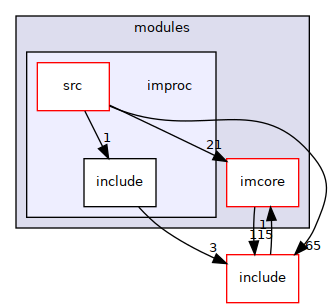 modules
src
improc
1
21
include
imcore
3
1
115
65
include